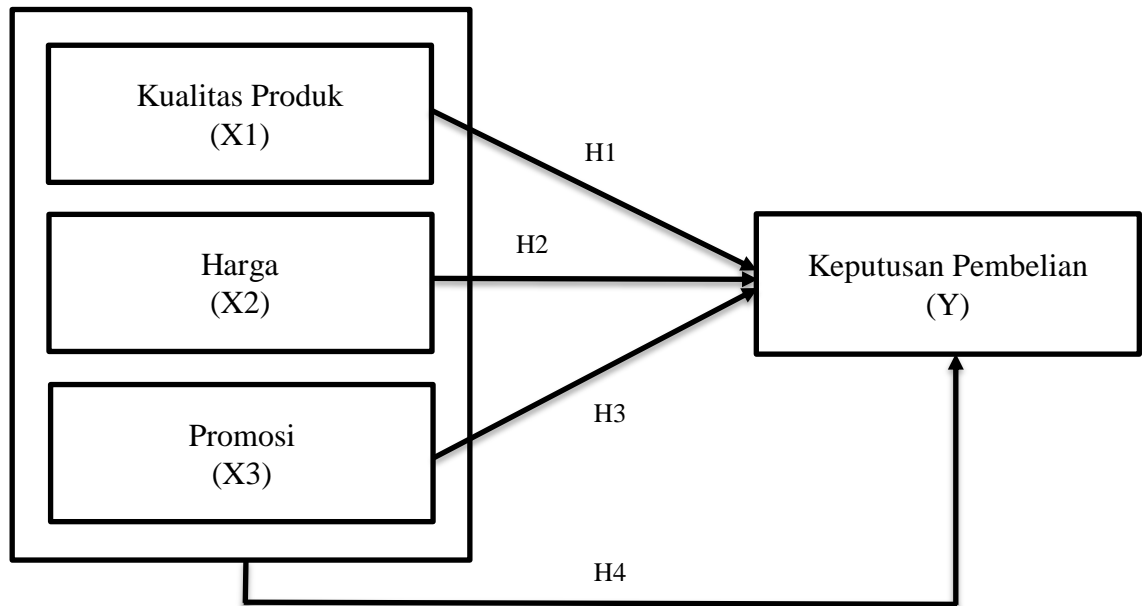 Kualitas Produk
(X1)
H1
Harga
(X2)
H2
Keputusan Pembelian
(Y)
Promosi
(X3)
H3
H4